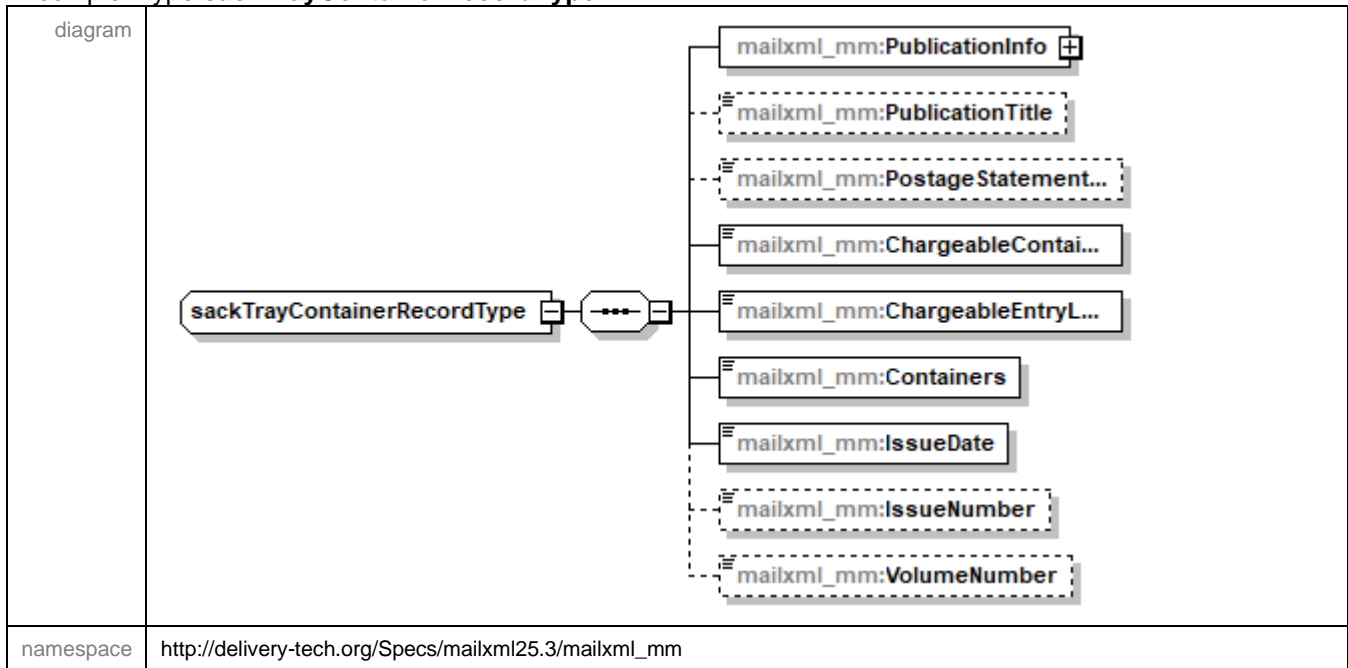 diagram
mailxml_mm:PublicationInfo
mailxml_mm:PublicationTitle
mailxml_mm:PostageStatement...
mailxml_mm:ChargeableContai...
sackTrayContainerRecordType
mailxml_mm:ChargeableEntryL...
mailxml_mm:Containers
mailxml_mm:IssueDate
mailxml_mm:IssueNumber
mailxml_mm:VolumeNumber
namespace http://delivery-tech.org/Specs/mailxml25.3/mailxml_mm